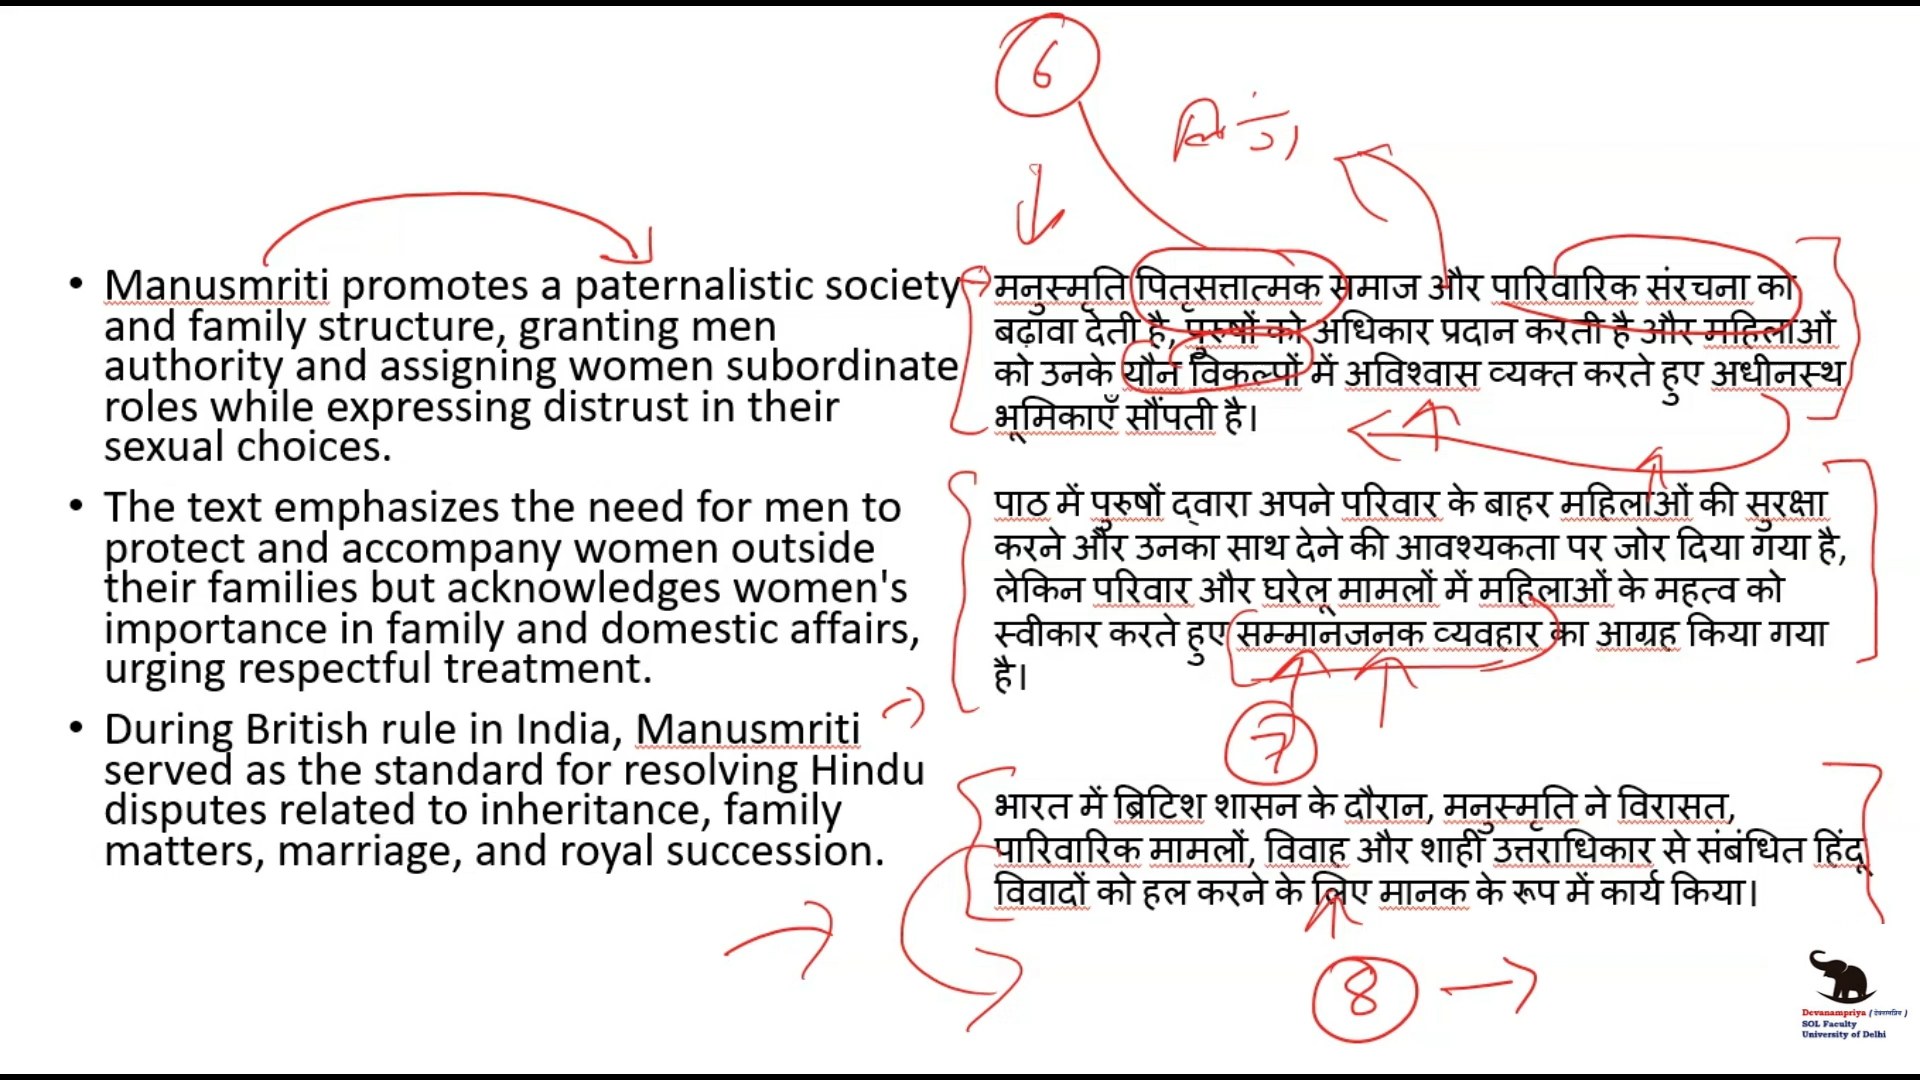 6
• Manusmriti promotes a paternalistic society
and family structure, granting men
authority and assigning women subordinate
roles while expressing distrust in their
sexual choices.
• The text emphasizes the need for men to
protect and accompany women outside
their families but acknowledges women's
importance in family and domestic affairs,
urging respectful treatment.
• During British rule in India, Manusmriti
served as the standard for resolving Hindu
disputes related to inheritance, family
matters, marriage, and royal succession.
मनुस्मृति पितृसत्तात्मक समाज और पारिवारिक संरचना को
बढ़ावा देती है, पुरुषों को अधिकार प्रदान करती है और महिलाओं
को उनके यौन विकल्पों में अविश्वास व्यक्त करते हुए अधीनस्थ
भूमिकाएँ सौंपती है।
पाठ में पुरुषों द्वारा अपने परिवार के बाहर महिलाओं की सुरक्षा
करने और उनका साथ देने की आवश्यकता पर जोर दिया गया है,
लेकिन परिवार और घरेलू मामलों में महिलाओं के महत्व को
स्वीकार करते हुए सम्मानजनक व्यवहार का आग्रह किया गया
है।
7
भारत में ब्रिटिश शासन के दौरान, मनुस्मृति ने विरासत,
पारिवारिक मामलों, विवाह और शाही उत्तराधिकार से संबंधित हिंदू
विवादों को हल करने के लिए मानक के रूप में कार्य किया।
8
Devanampriya (देवनामप्रिय)
SOL Faculty
University of Delhi